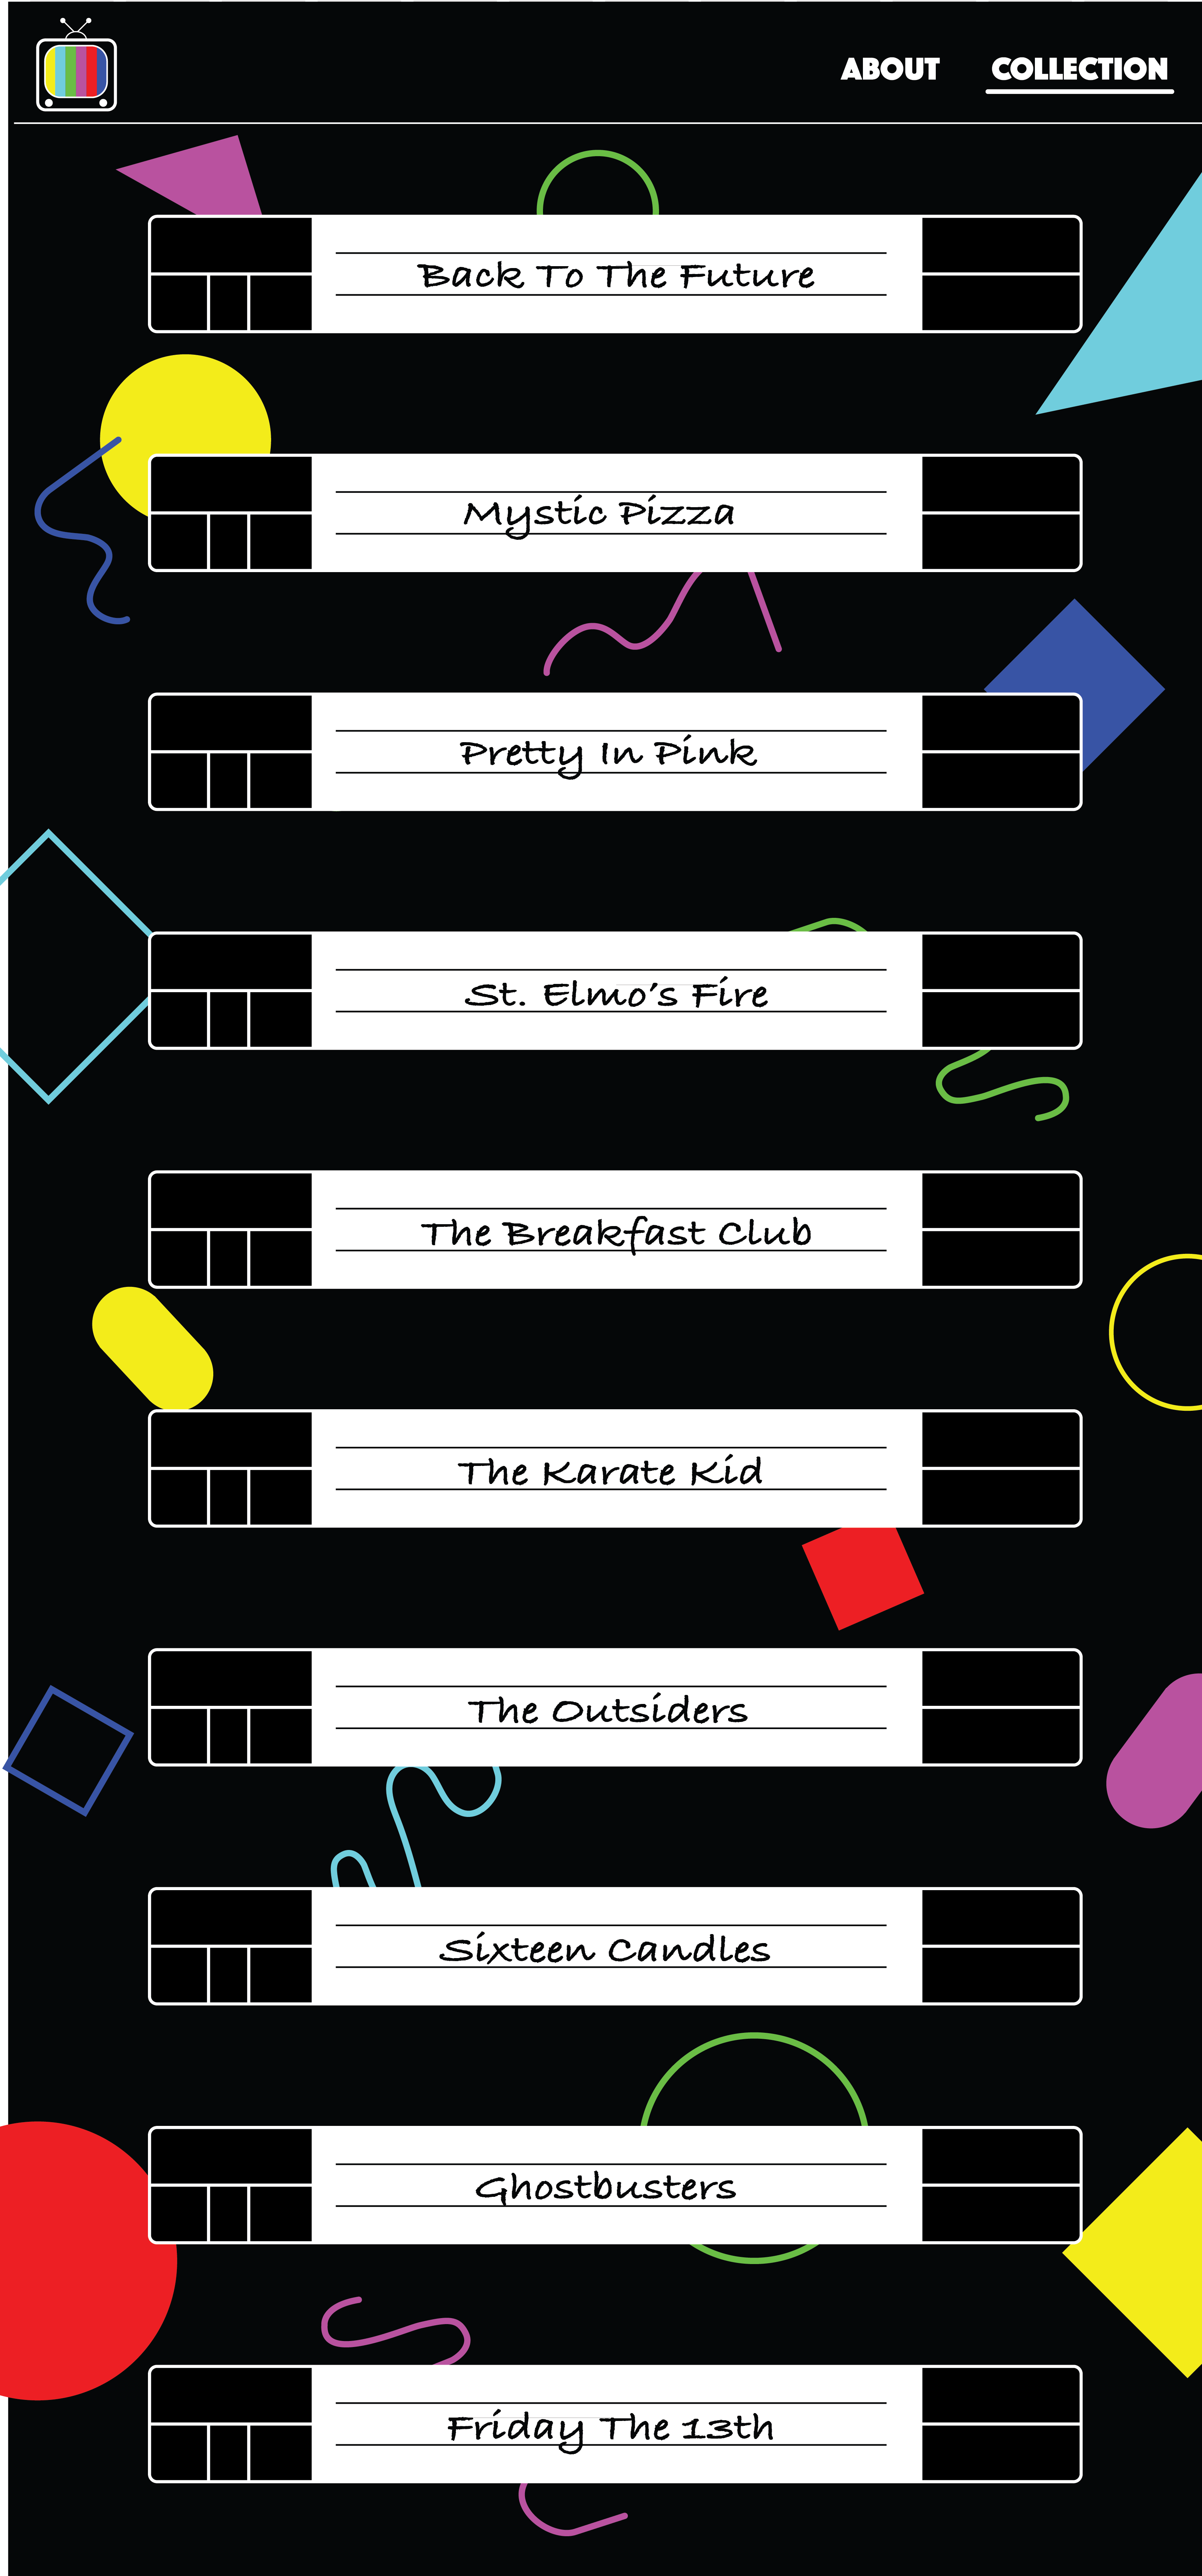 ABOUT COLLECTION
Back To The Future
Mystic Pizza
Pretty In Pink
St. Elmo's Fire
The Breakfast Club
The Karate Kid
The Outsiders
Sixteen Candles
Ghostbusters
Friday The 13th